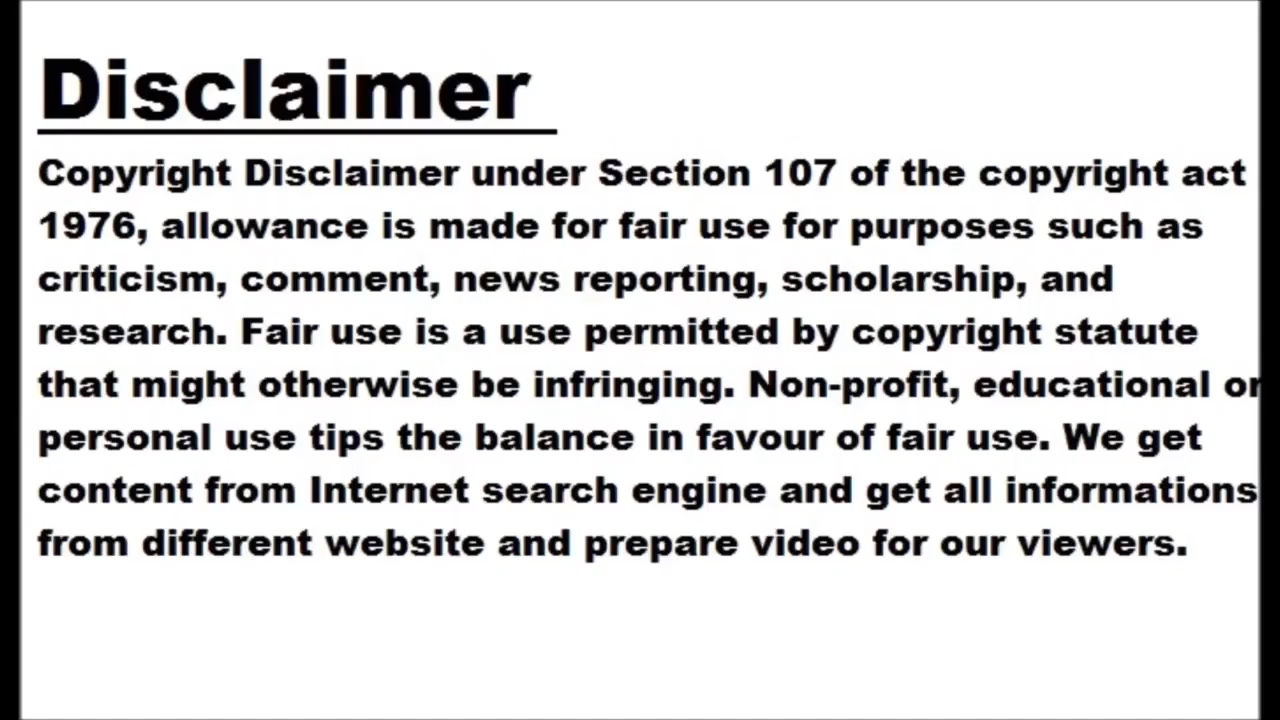 Disclaimer
Copyright Disclaimer under Section 107 of the copyright act
1976, allowance is made for fair use for purposes such as
criticism, comment, news reporting, scholarship, and
research. Fair use is a use permitted by copyright statute
that might otherwise be infringing. Non-profit, educational or
personal use tips the balance in favour of fair use. We get
content from Internet search engine and get all informations
from different website and prepare video for our viewers.